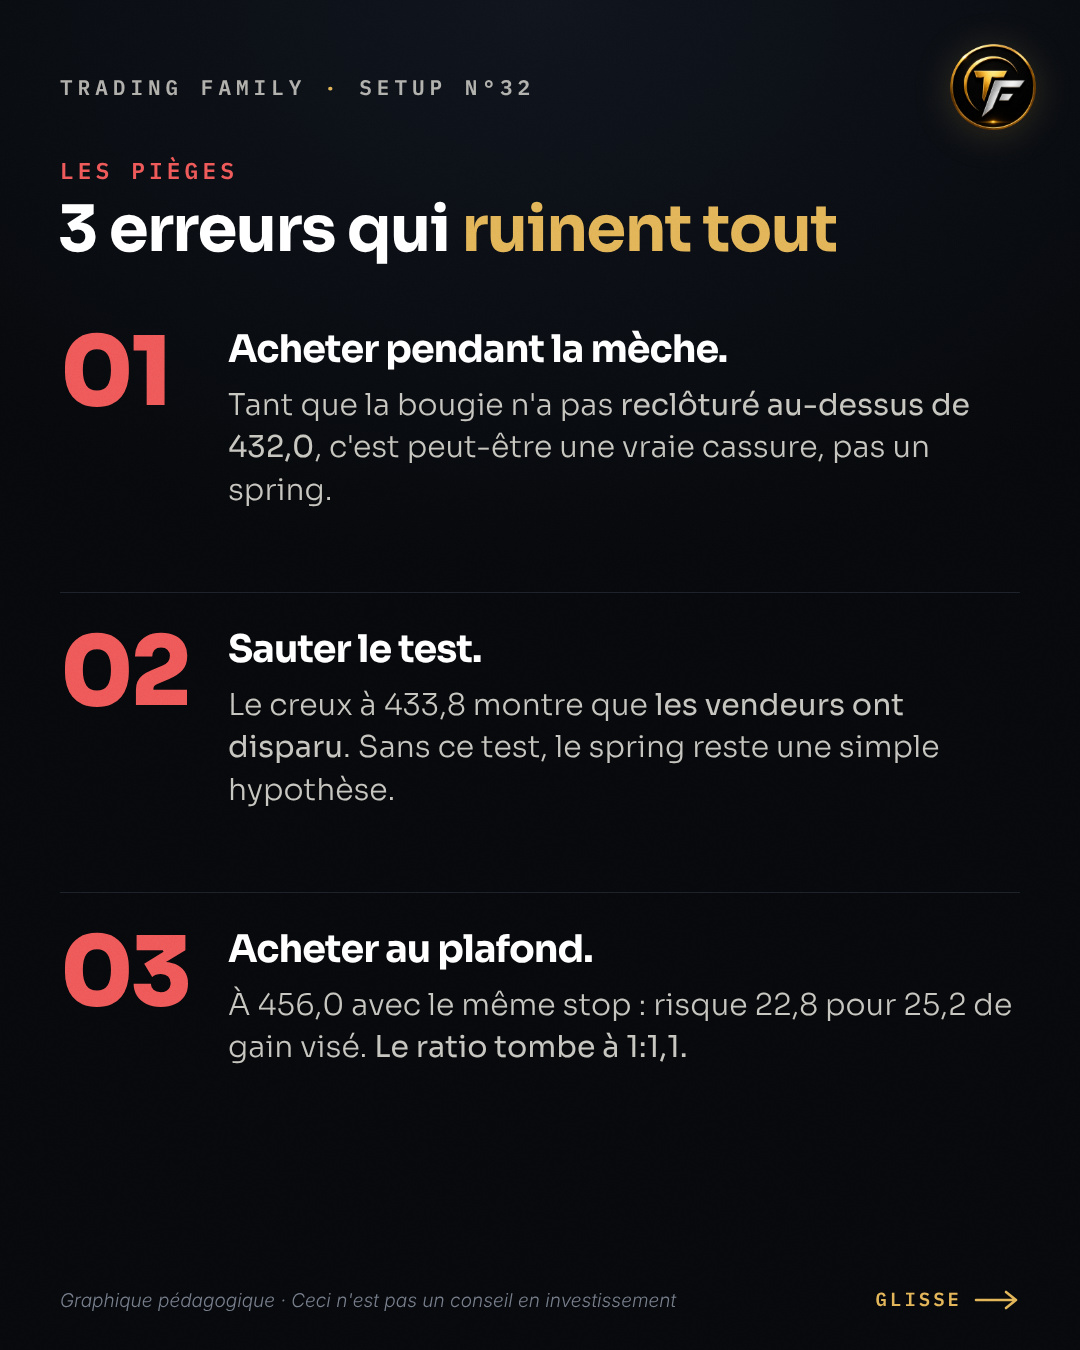 TRADING FAMILY · SETUP N°32
TF
LES PIÈGES
3 erreurs qui ruinent tout
01
Acheter pendant la mèche.
Tant que la bougie n'a pas reclôturé au-dessus de
432,0, c'est peut-être une vraie cassure, pas un
spring.
02
Sauter le test.
Le creux à 433,8 montre que les vendeurs ont
disparu. Sans ce test, le spring reste une simple
hypothèse.
03
Acheter au plafond.
À 456,0 avec le même stop : risque 22,8 pour 25,2 de
gain visé. Le ratio tombe à 1:1,1.
Graphique pédagogique · Ceci n'est pas un conseil en investissement
GLISSE →